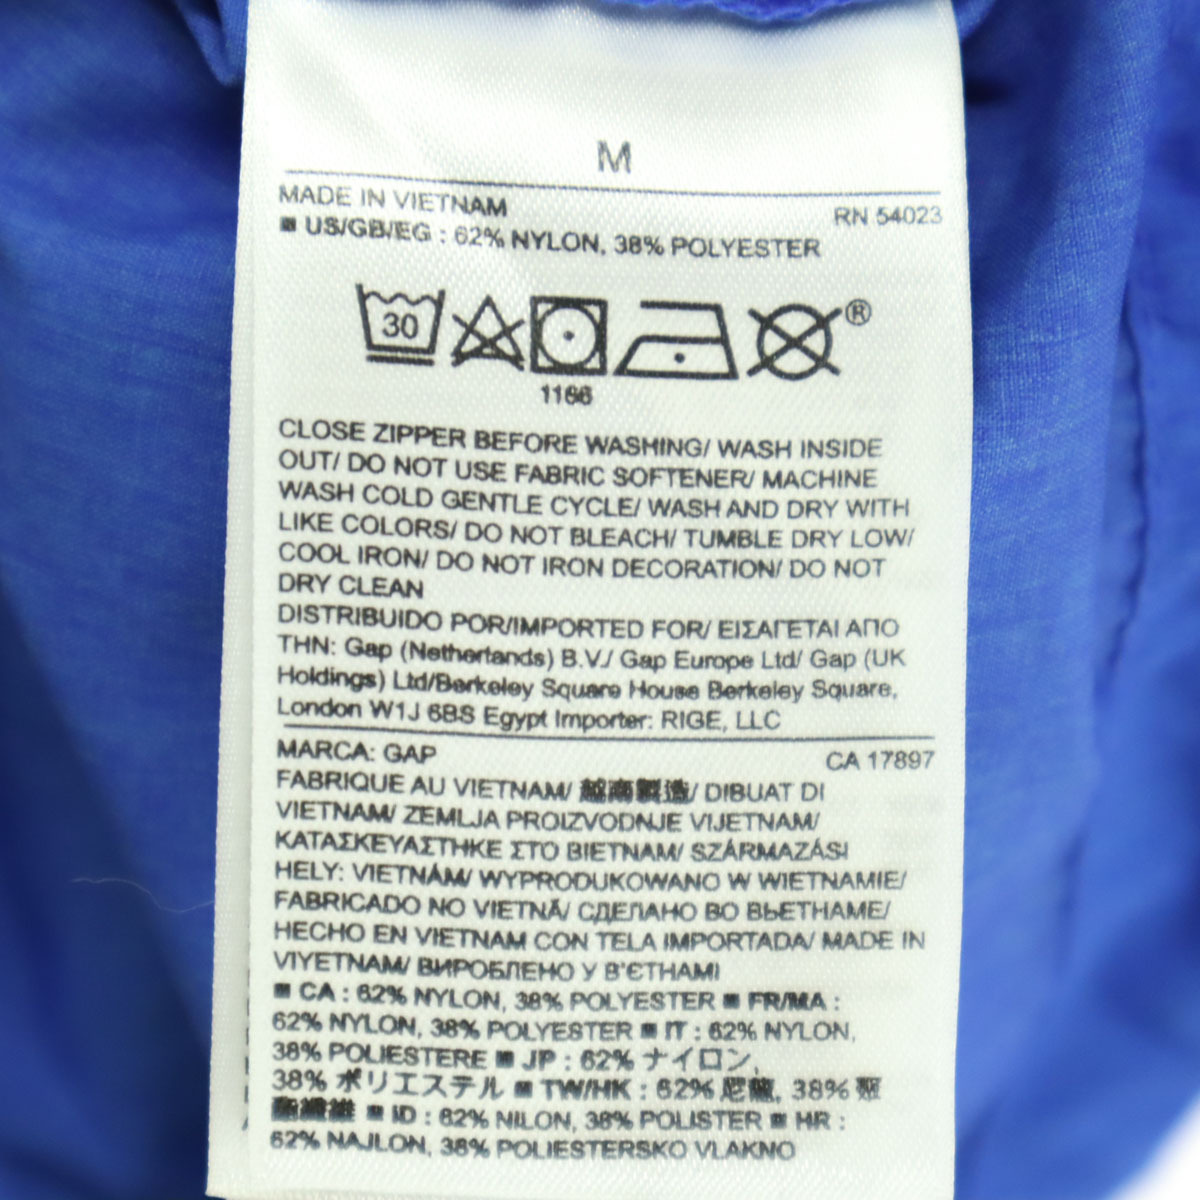 M
MADE IN VIETNAM
RN 54023
■ US/GB/EG : 62% NYLON, 38% POLYESTER
30
®
1166
CLOSE ZIPPER BEFORE WASHING/ WASH INSIDE
OUT/ DO NOT USE FABRIC SOFTENER/ MACHINE
WASH COLD GENTLE CYCLE/ WASH AND DRY WITH
LIKE COLORS/ DO NOT BLEACH/ TUMBLE DRY LOW/
COOL IRON/ DO NOT IRON DECORATION/ DO NOT
DRY CLEAN
DISTRIBUIDO POR/IMPORTED FOR/ ΕΙΣΑΓΕΤΑΙ ΑΠΟ
THN: Gap (Netherlands) B.V./ Gap Europe Ltd/ Gap (UK
Holdings) Ltd/Berkeley Square House Berkeley Square,
London W1J 6BS Egypt Importer: RIGE, LLC
MARCA: GAP
CA 17897
FABRIQUE AU VIETNAM/ 越南製造/ DIBUAT DI
VIETNAM/ ZEMLJA PROIZVODNJE VIJETNAM/
ΚΑΤΑΣΚΕΥΑΣΤΗΚΕ ΣΤΟ ΒΙΕΤΝΑΜ/ SZÁRMAZÁSI
HELY: VIETNÁM/ WYPRODUKOWANO W WIETNAMIE/
FABRICADO NO VIETNÃ/ СДЕЛАНО ВО ВЬЕТНАМЕ/
HECHO EN VIETNAM CON TELA IMPORTADA/ MADE IN
VIYETNAM/ ВИРОБЛЕНО У В'ЄТНАМІ
■ CA : 62% NYLON, 38% POLYESTER ■ FR/MA :
62% NYLON, 38% POLYESTER ■ IT : 62% NYLON,
38% POLIESTERE ■ JP : 62% ナイロン,
38% ポリエステル ■ TW/HK : 62% 尼龍, 38% 聚
酯纖維 ■ ID : 62% NILON, 38% POLISTER ■ HR :
62% NAJLON, 38% POLIESTERSKO VLAKNO